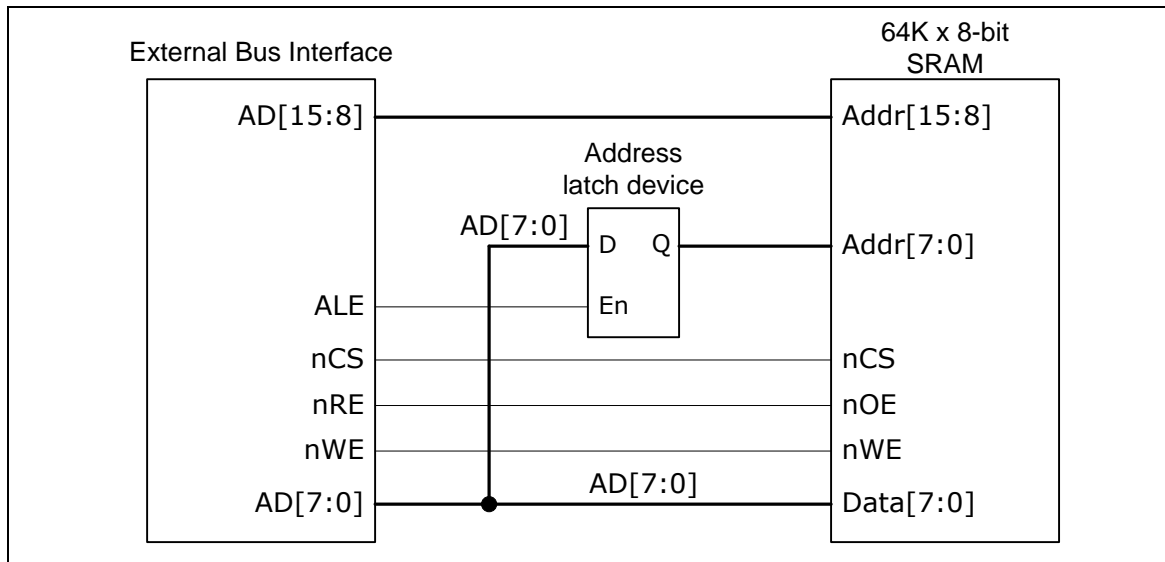 External Bus Interface
64K x 8-bit
SRAM
AD[15:8]
Addr[15:8]
Address
latch device
AD[7:0]
D
Q
Addr[7:0]
ALE
En
nCS
nCS
nRE
nOE
nWE
nWE
AD[7:0]
AD[7:0]
Data[7:0]